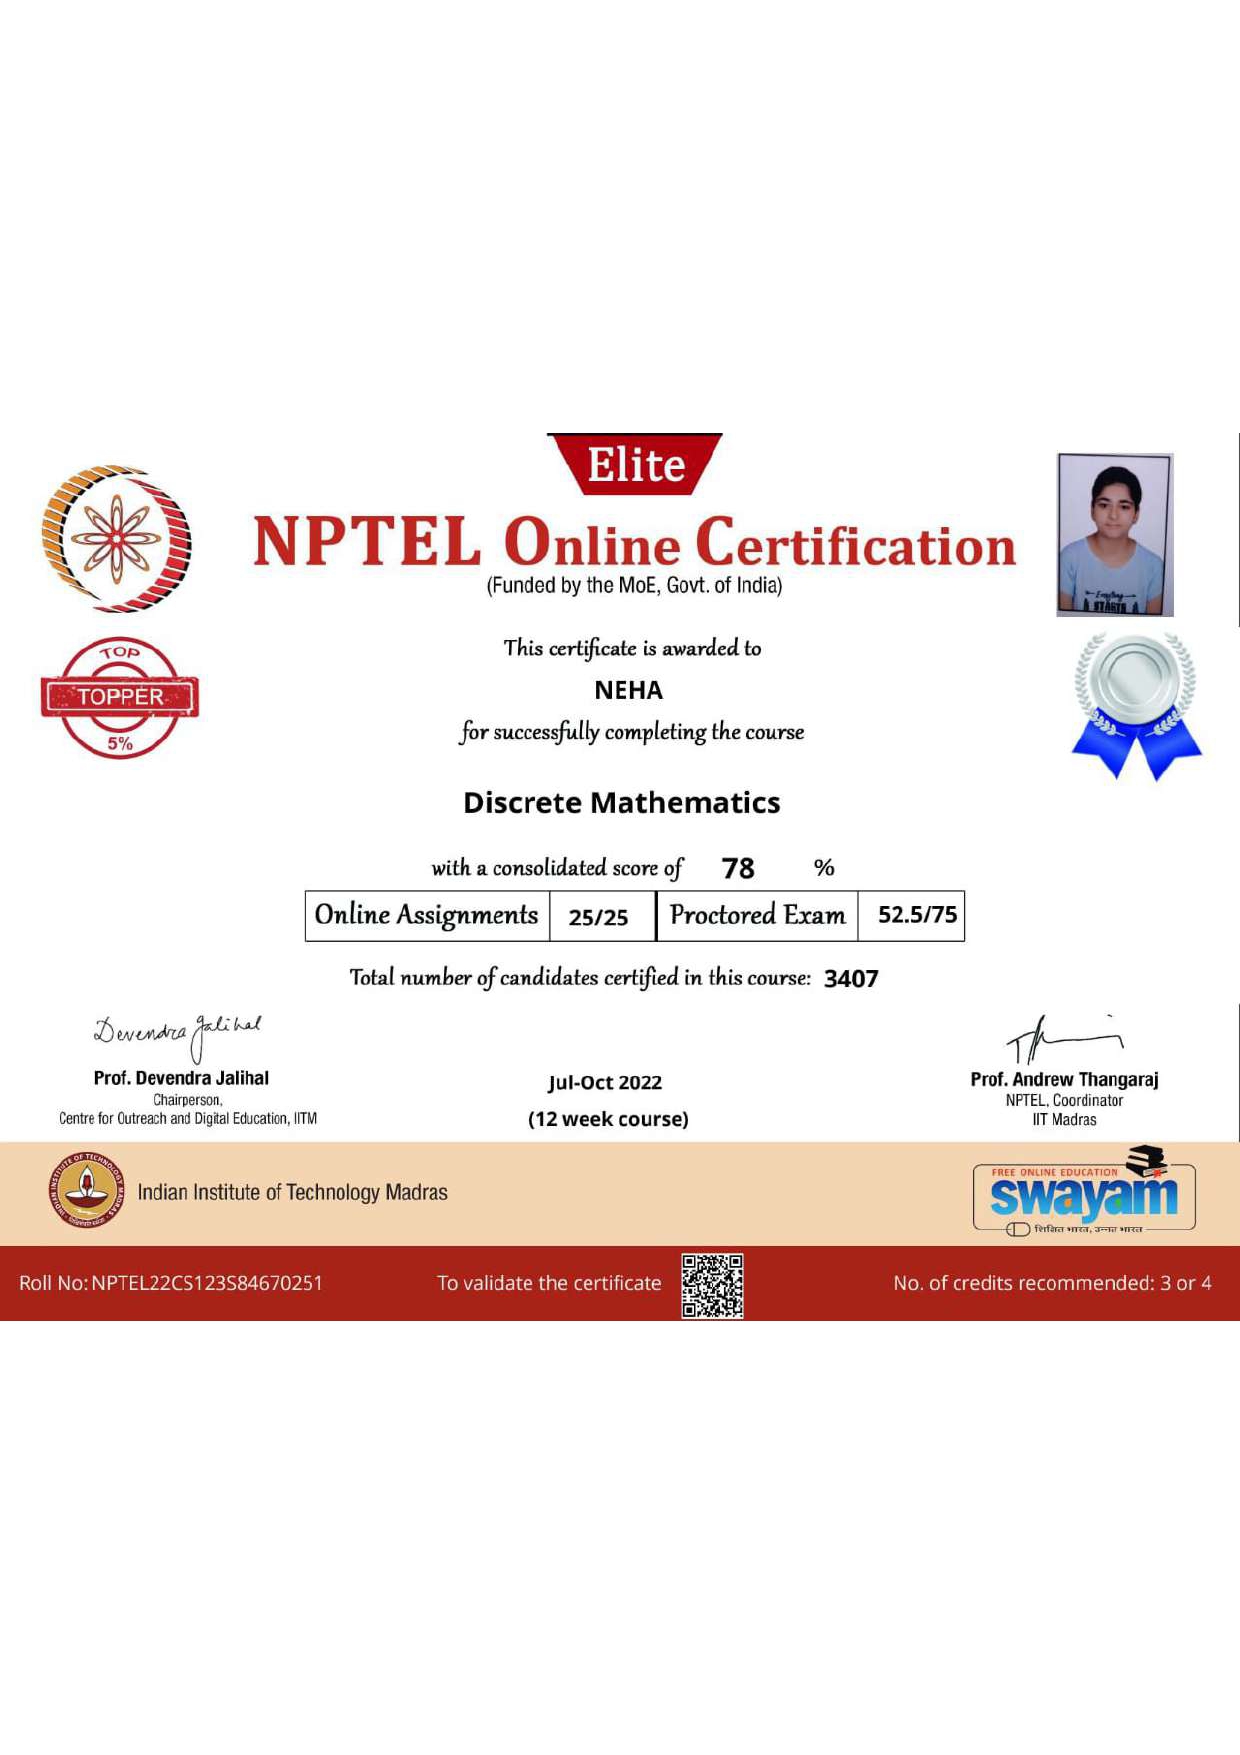 Elite
NPTEL Online Certification
(Funded by the MoE, Govt. of India)
This certificate is awarded to
NEHA
for successfully completing the course
TOP
TOPPER
5%
Discrete Mathematics
with a consolidated score of 78 %
Online Assignments 25/25 Proctored Exam 52.5/75
Total number of candidates certified in this course: 3407
Devendra Jalihal
Prof. Devendra Jalihal
Chairperson,
Centre for Outreach and Digital Education, IITM
Jul-Oct 2022
(12 week course)
Prof. Andrew Thangaraj
NPTEL, Coordinator
IIT Madras
INDIAN INSTITUTE OF TECHNOLOGY MADRAS
Indian Institute of Technology Madras
FREE ONLINE EDUCATION
swayam
शिक्षित भारत, उन्नत भारत
Roll No: NPTEL22CS123S84670251
To validate the certificate
No. of credits recommended: 3 or 4